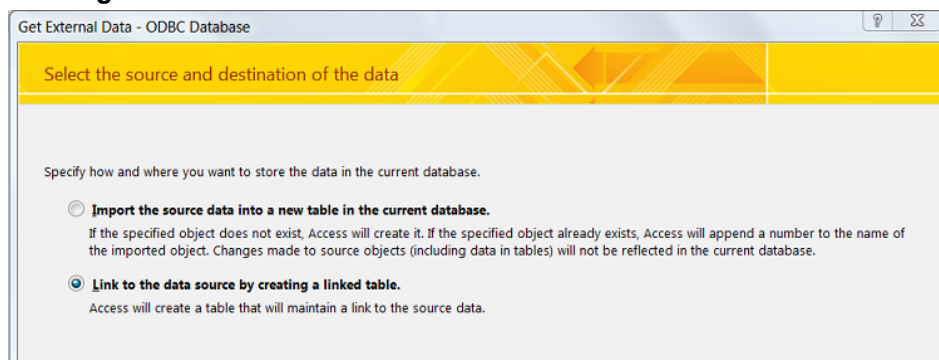 Get External Data - ODBC Database
Select the source and destination of the data
Specify how and where you want to store the data in the current database.
Import the source data into a new table in the current database.
If the specified object does not exist, Access will create it. If the specified object already exists, Access will append a number to the name of
the imported object. Changes made to source objects (including data in tables) will not be reflected in the current database.
Link to the data source by creating a linked table.
Access will create a table that will maintain a link to the source data.